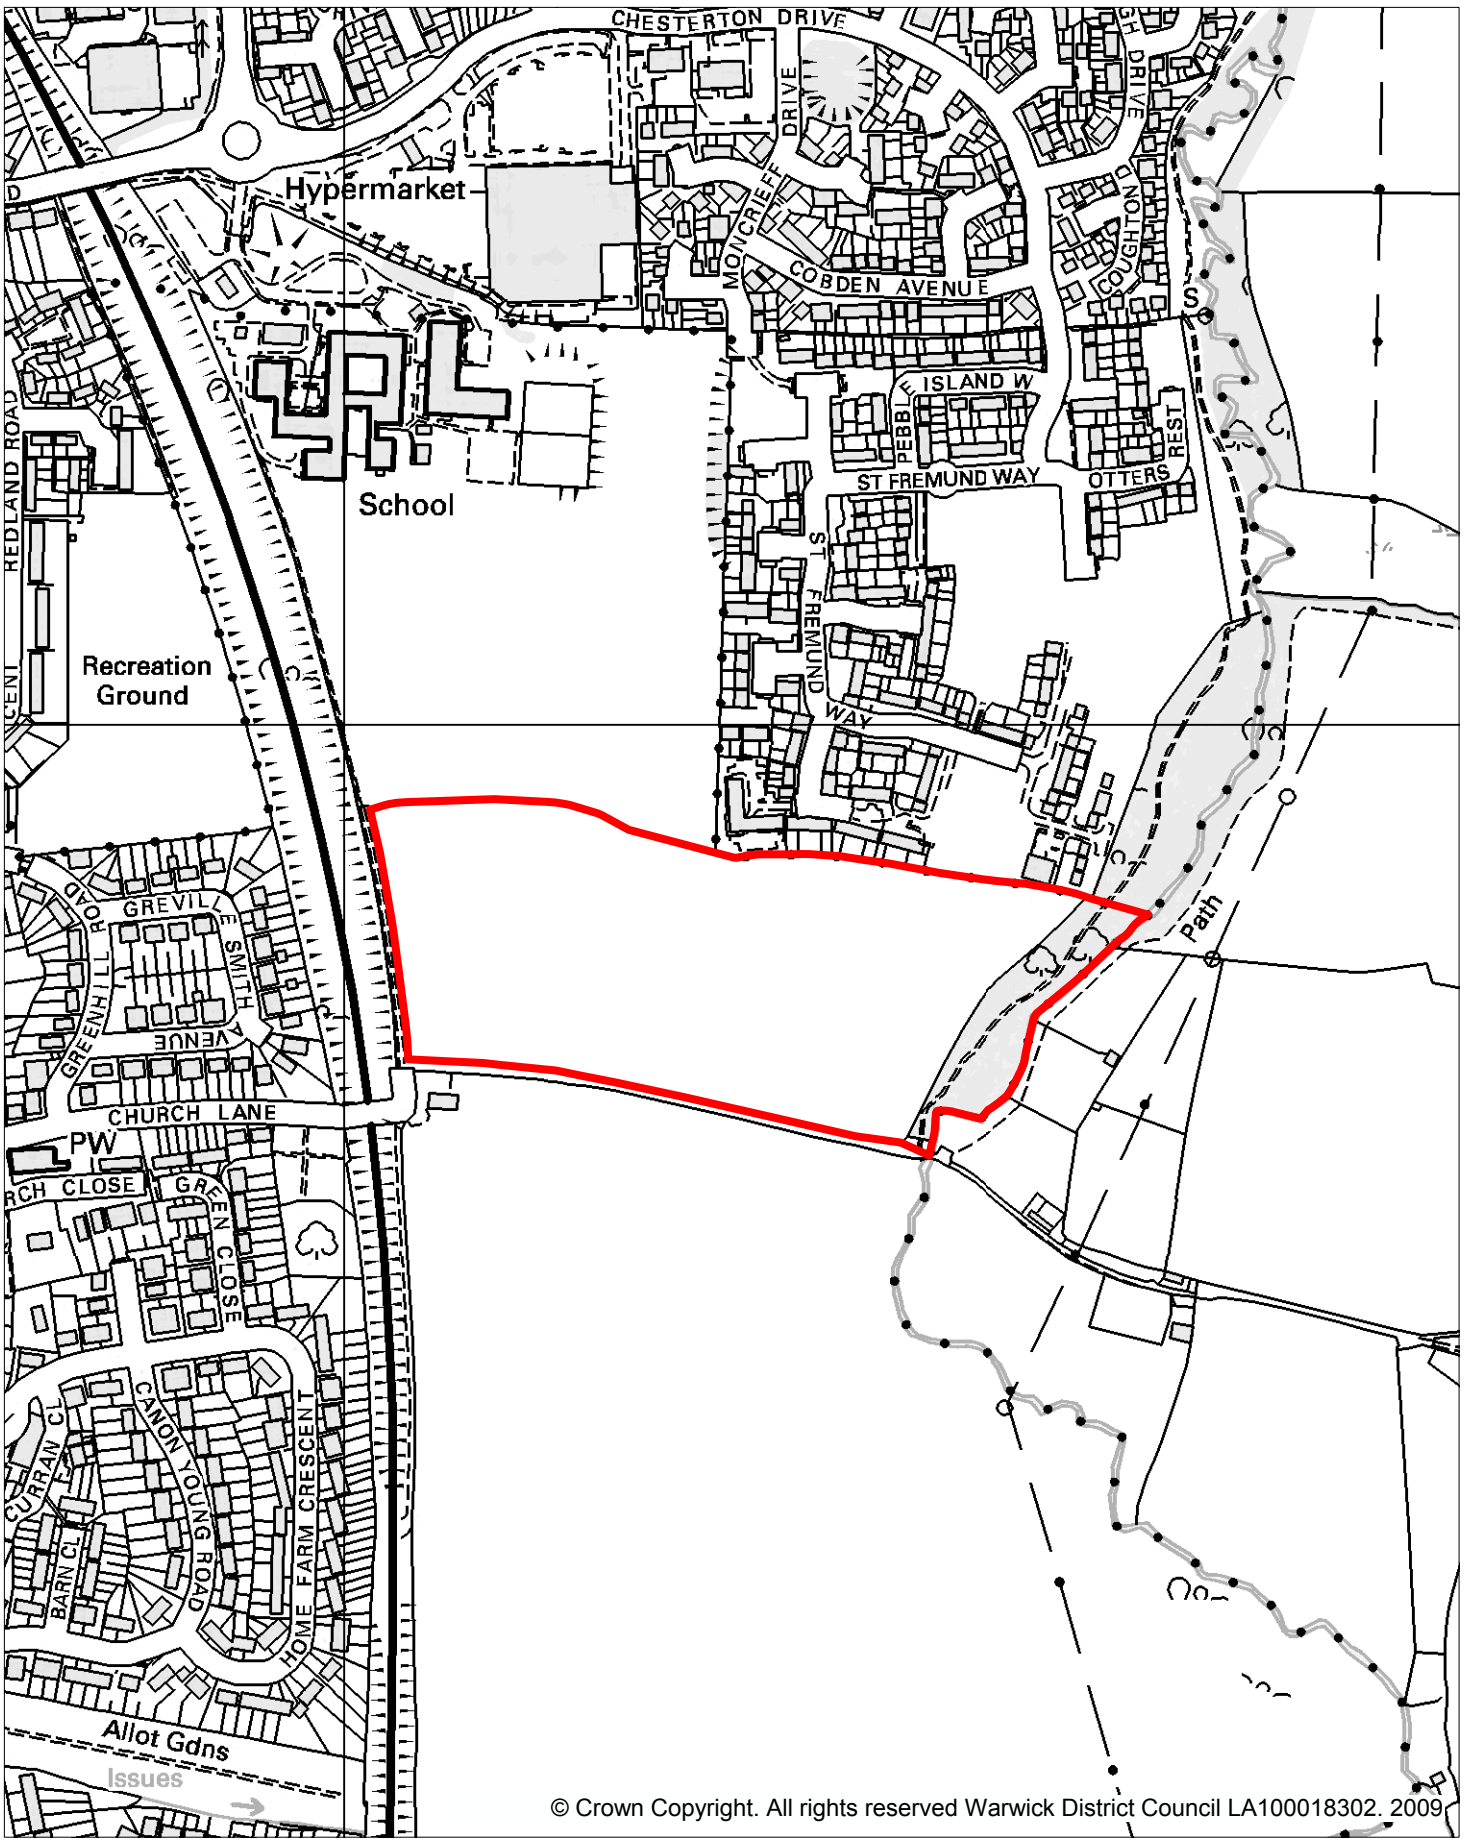 CHESTERTON DRIVE
DRIVE
GH DRIVE
D
Hypermarket
MONCRIEFF
COUGHTON D
COBDEN AVENUE
S
ISLAND W
PEBBLE
REDLAND ROAD
REST
ST FREMUND WAY
OTTERS
School
ST FREMUND
WAY
Recreation
Ground
CENT
ROAD
GREVILLE SMITH
AVENUE
GREENHILL
Path
CHURCH LANE
PW
RCH CLOSE
GREEN CLOSE
CURRAN CL
CANON YOUNG ROAD
HOME FARM CRESCENT
BARN CL
Allot Gdns
Issues
© Crown Copyright. All rights reserved Warwick District Council LA100018302. 2009